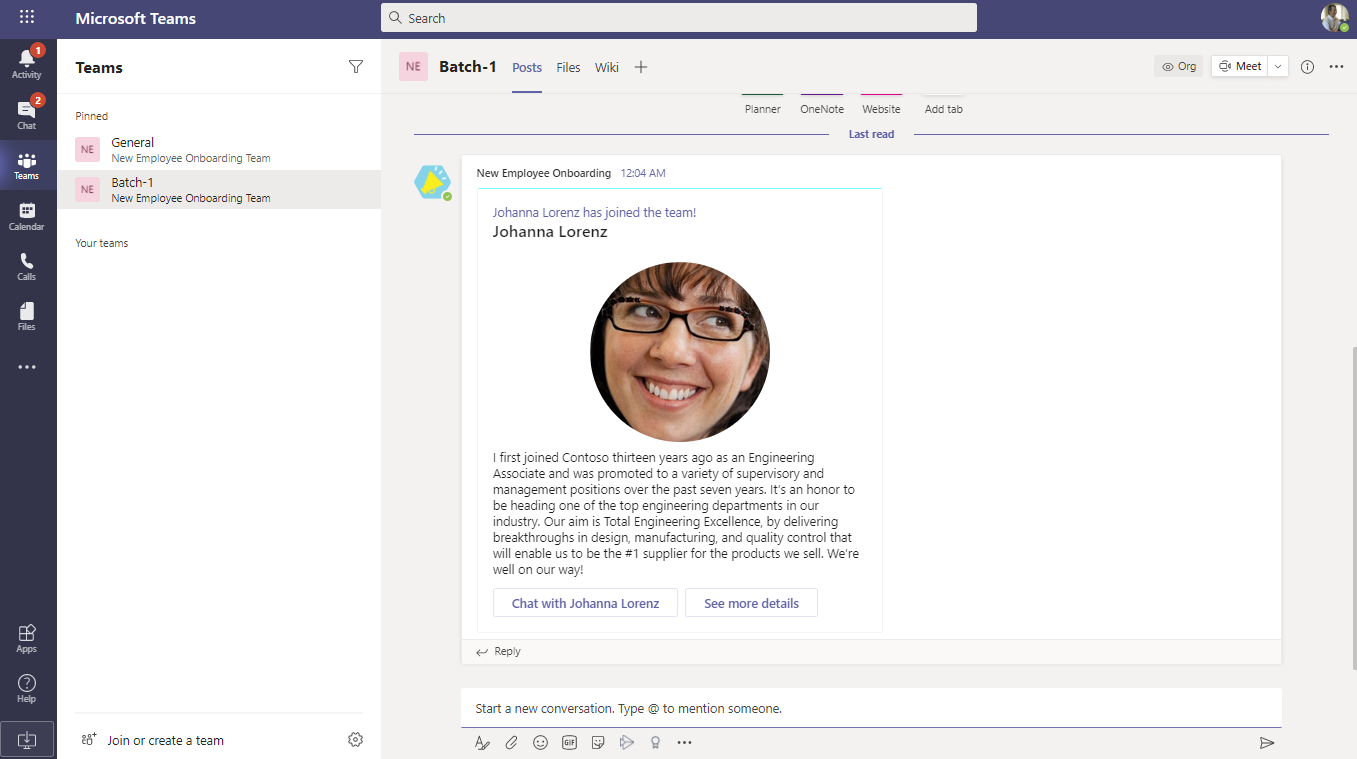 Microsoft Teams
Search
1
Activity
2
Chat
Teams
Calendar
Calls
Files
Apps
Help
Teams
Pinned
NE
General
New Employee Onboarding Team
NE
Batch-1
New Employee Onboarding Team
Your teams
Join or create a team
NE
Batch-1
Posts
Files
Wiki
Org
Meet
Planner
OneNote
Website
Add tab
Last read
New Employee Onboarding 12:04 AM
Johanna Lorenz has joined the team!
Johanna Lorenz
I first joined Contoso thirteen years ago as an Engineering
Associate and was promoted to a variety of supervisory and
management positions over the past seven years. It's an honor to
be heading one of the top engineering departments in our
industry. Our aim is Total Engineering Excellence, by delivering
breakthroughs in design, manufacturing, and quality control that
will enable us to be the #1 supplier for the products we sell. We're
well on our way!
Chat with Johanna Lorenz
See more details
Reply
Start a new conversation. Type @ to mention someone.
GIF